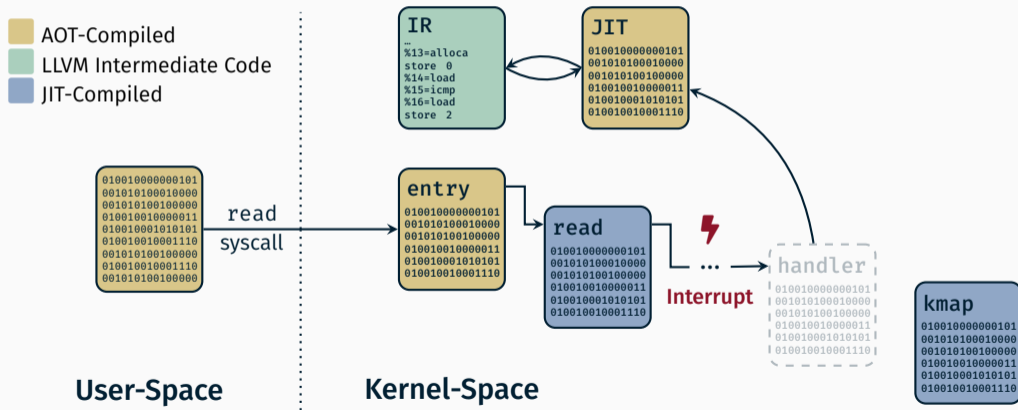 AOT-Compiled
LLVM Intermediate Code
JIT-Compiled
IR
…
%13=alloca
store 0
%14=load
%15=icmp
%16=load
store 2
JIT
010010000000101
001010100010000
001010100100000
010010010000011
010010001010101
010010010001110
010010000000101
001010100010000
001010100100000
010010010000011
010010001010101
010010010001110
001010100100000
010010010001110
001010100100000
read
syscall
entry
010010000000101
001010100010000
001010100100000
010010010000011
010010001010101
010010010001110
read
010010000000101
001010100010000
001010100100000
010010010000011
010010001010101
010010010001110
...
Interrupt
handler
010010000000101
001010100010000
001010100100000
010010010000011
010010001010101
010010010001110
kmap
010010000000101
001010100010000
001010100100000
010010010000011
010010001010101
010010010001110
User-Space
Kernel-Space